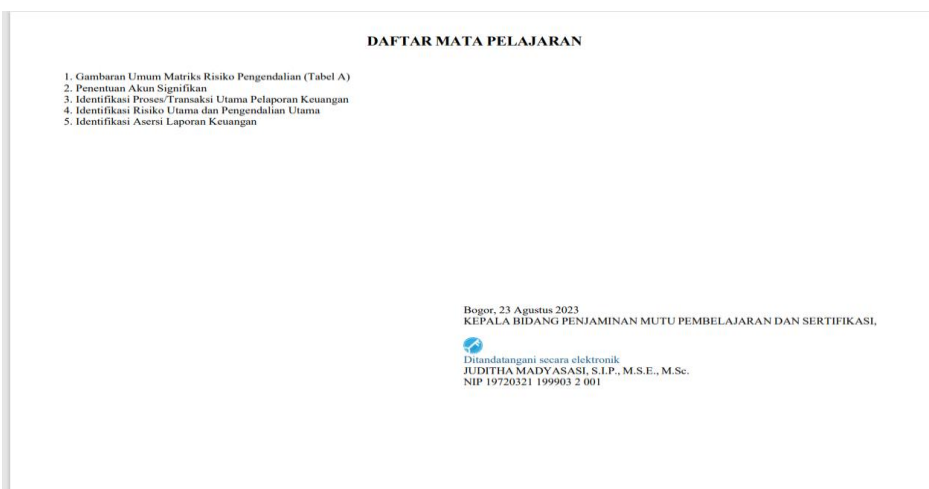 DAFTAR MATA PELAJARAN
1. Gambaran Umum Matriks Risiko Pengendalian (Tabel A)
2. Penentuan Akun Signifikan
3. Identifikasi Proses/Transaksi Utama Pelaporan Keuangan
4. Identifikasi Risiko Utama dan Pengendalian Utama
5. Identifikasi Asersi Laporan Keuangan
Bogor, 23 Agustus 2023
KEPALA BIDANG PENJAMINAN MUTU PEMBELAJARAN DAN SERTIFIKASI,
Ditandatangani secara elektronik
JUDITHA MADYASASI, S.I.P., M.S.E., M.Sc.
NIP 19720321 199903 2 001